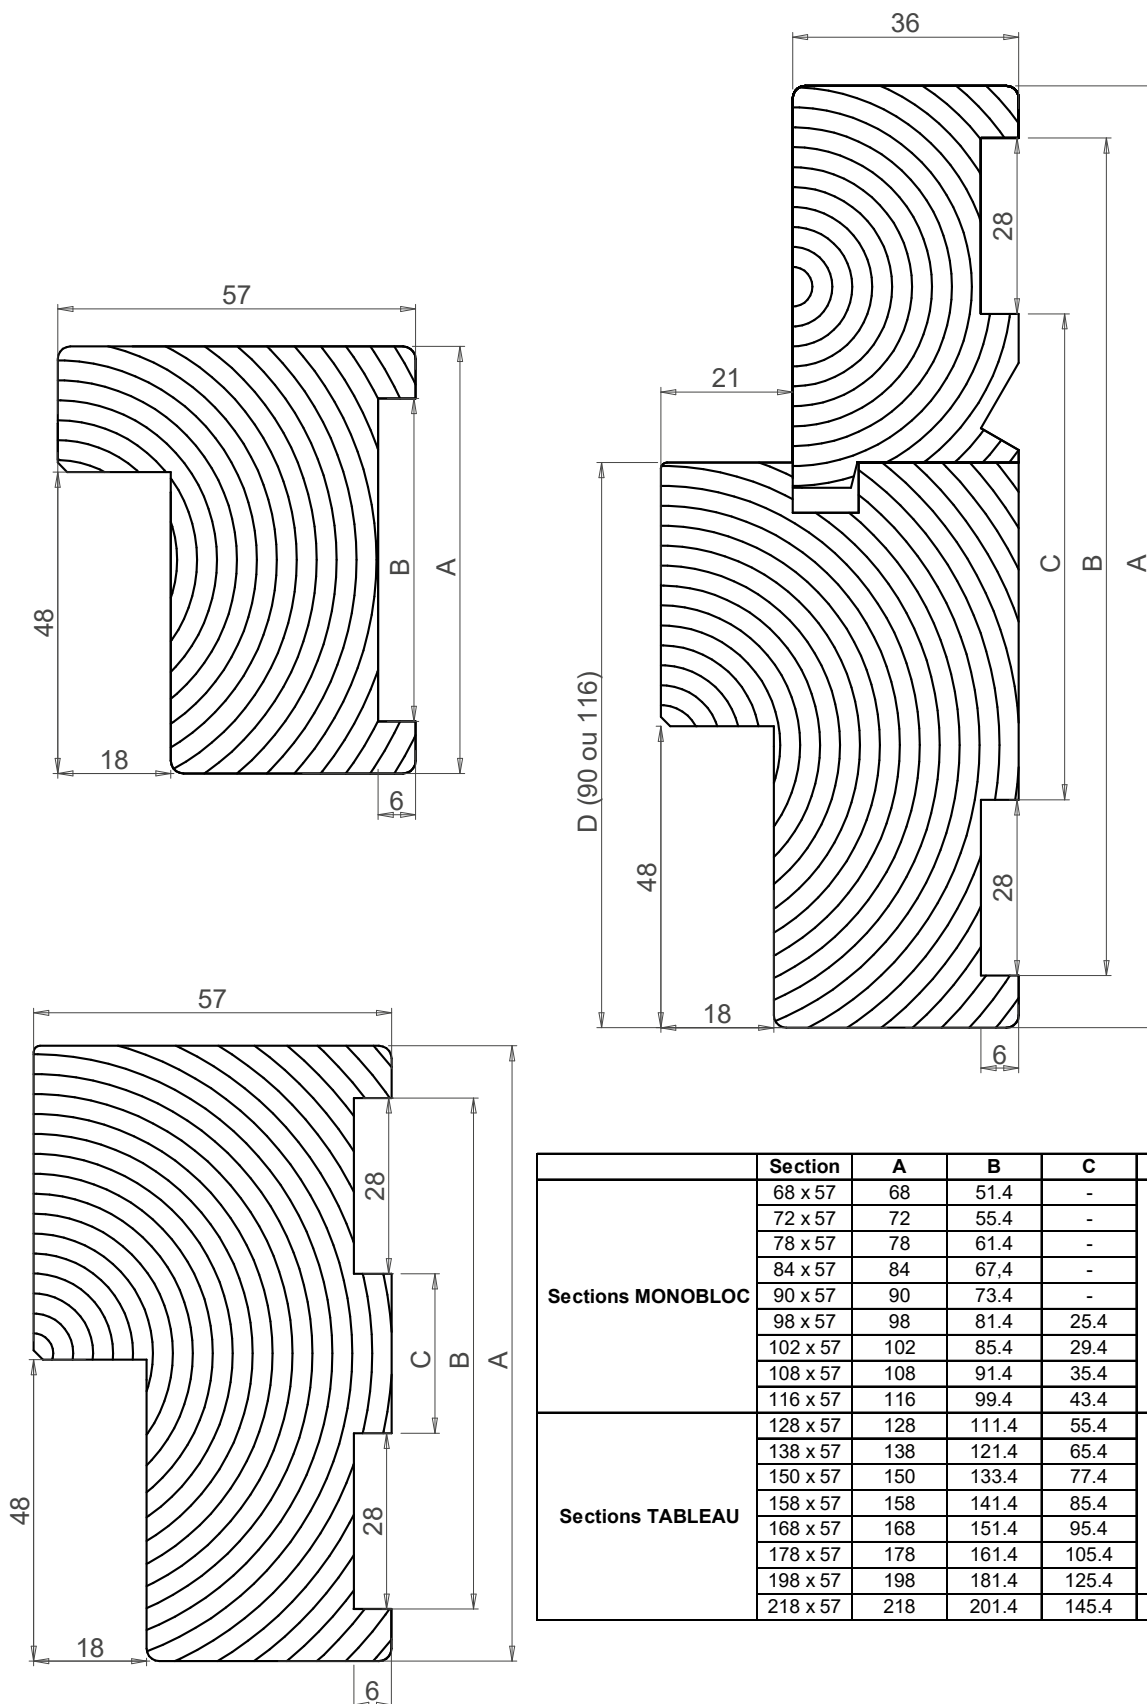 36
28
57
21
C
B
A
B
A
48
D (90 ou 116)
18
6
48
28
18
6
57
28
C
B
A
48
28
18
6
Section A B C
Sections MONOBLOC
68 x 57 68 51.4 -
72 x 57 72 55.4 -
78 x 57 78 61.4 -
84 x 57 84 67,4 -
90 x 57 90 73.4 -
98 x 57 98 81.4 25.4
102 x 57 102 85.4 29.4
108 x 57 108 91.4 35.4
116 x 57 116 99.4 43.4
Sections TABLEAU
128 x 57 128 111.4 55.4
138 x 57 138 121.4 65.4
150 x 57 150 133.4 77.4
158 x 57 158 141.4 85.4
168 x 57 168 151.4 95.4
178 x 57 178 161.4 105.4
198 x 57 198 181.4 125.4
218 x 57 218 201.4 145.4